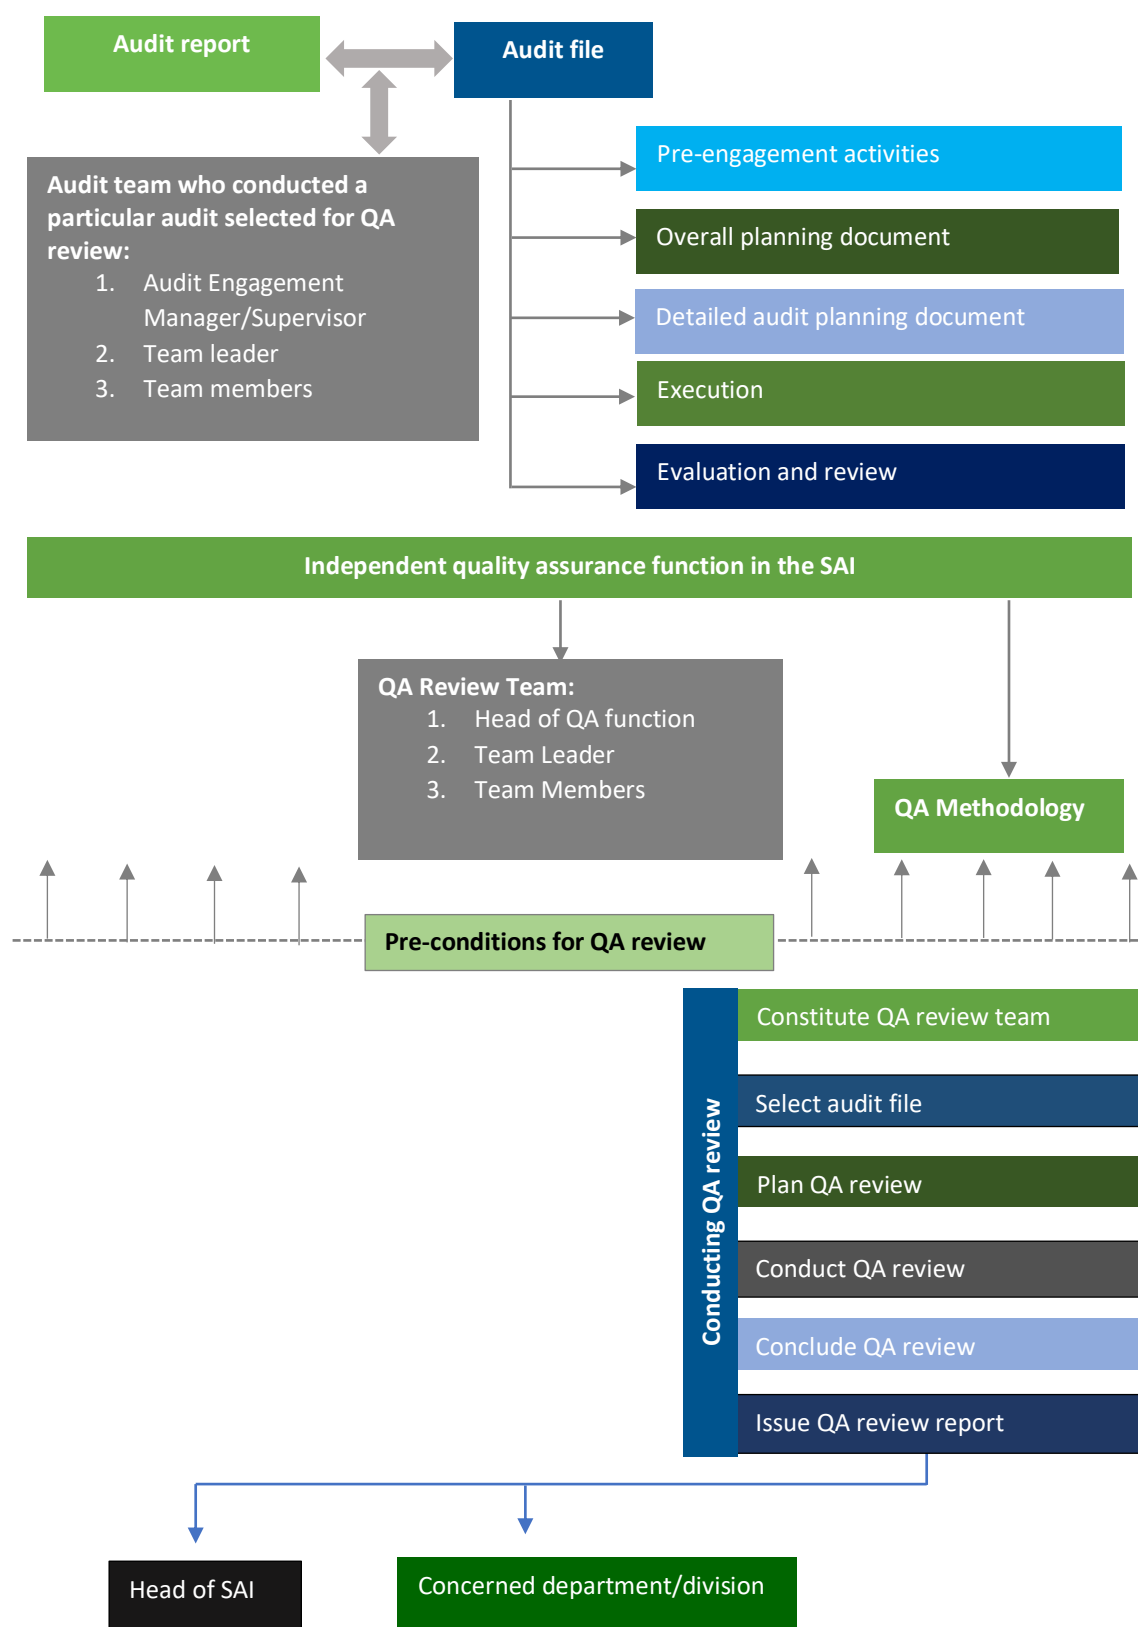 Audit report
Audit file
Pre-engagement activities
Audit team who conducted a
particular audit selected for QA
review:
1. Audit Engagement
Manager/Supervisor
2. Team leader
3. Team members
Overall planning document
Detailed audit planning document
Execution
Evaluation and review
Independent quality assurance function in the SAI
QA Review Team:
1. Head of QA function
2. Team Leader
3. Team Members
QA Methodology
Pre-conditions for QA review
Conducting QA review
Constitute QA review team
Select audit file
Plan QA review
Conduct QA review
Conclude QA review
Issue QA review report
Head of SAI
Concerned department/division